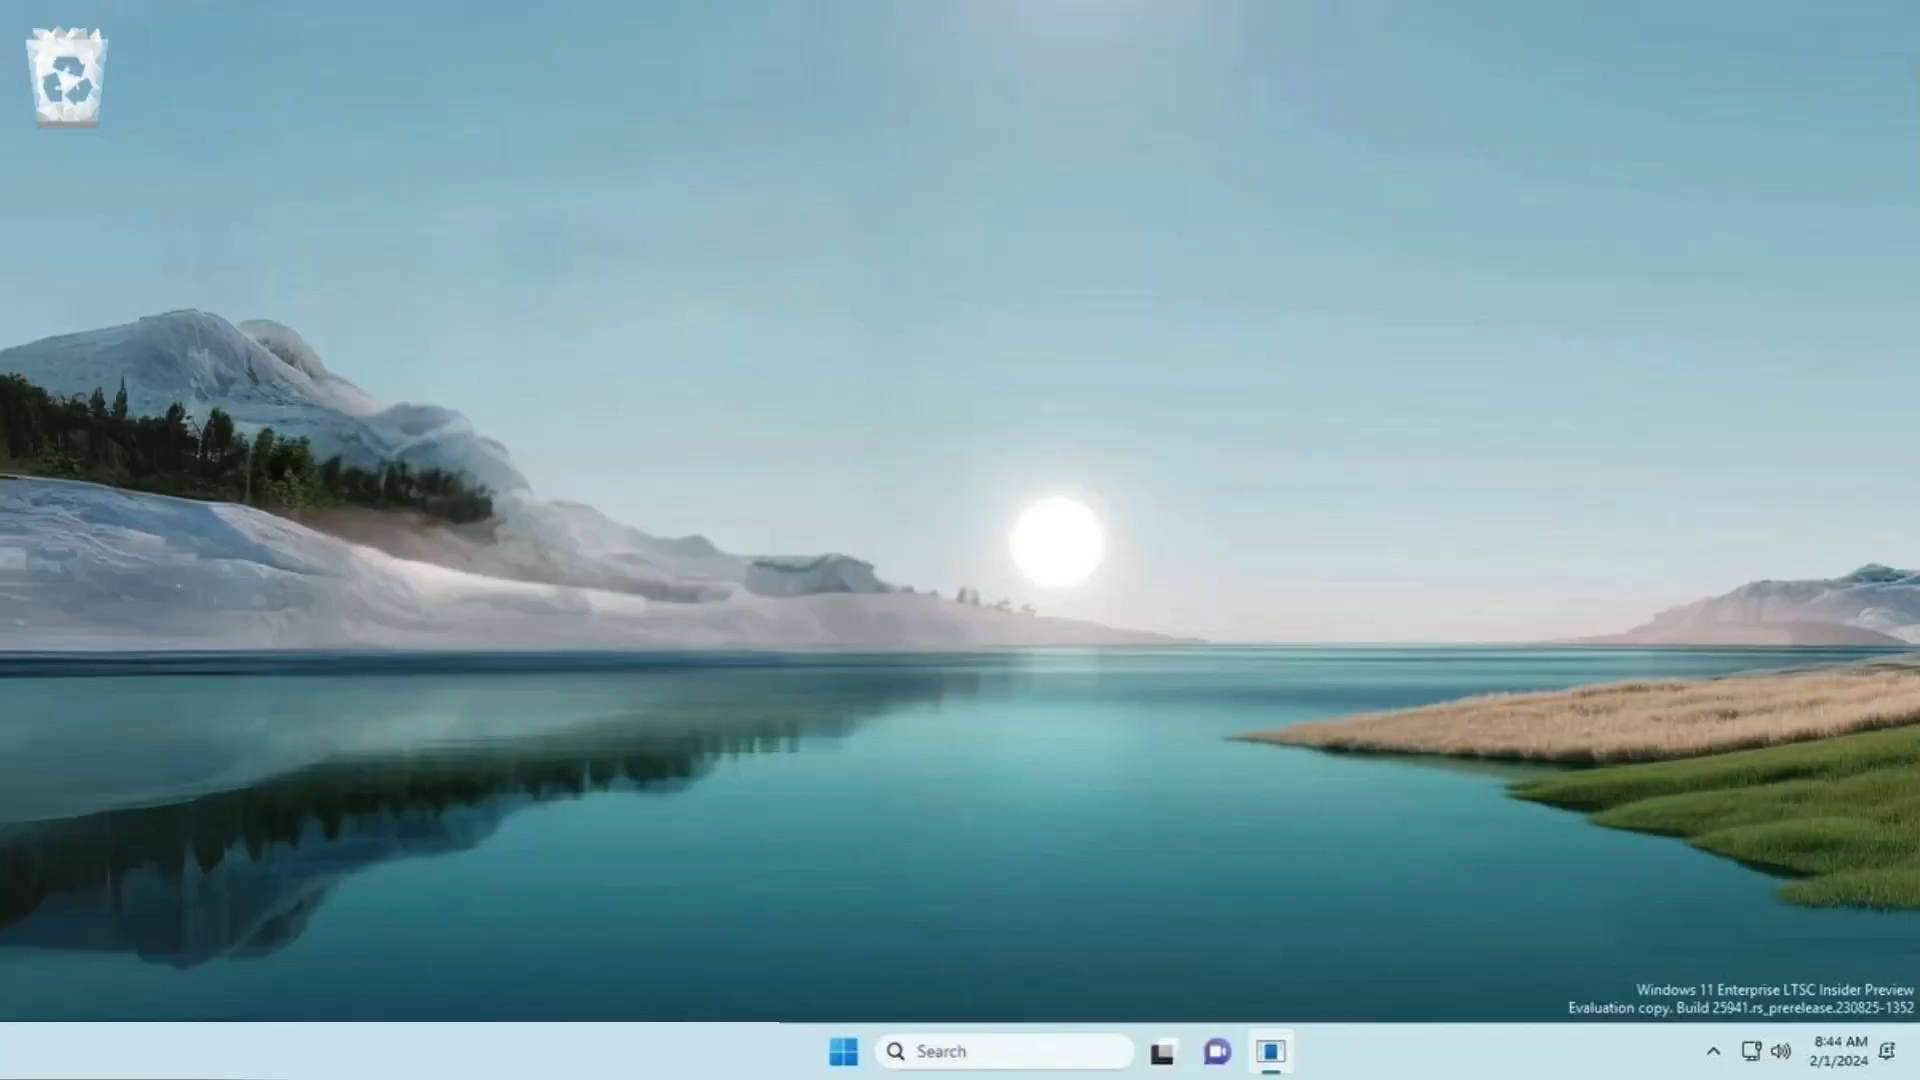 Windows 11 Enterprise LTSC Insider Preview
Evaluation copy. Build 25941.rs_prerelease.230825-1352
Search
8:44 AM
2/1/2024